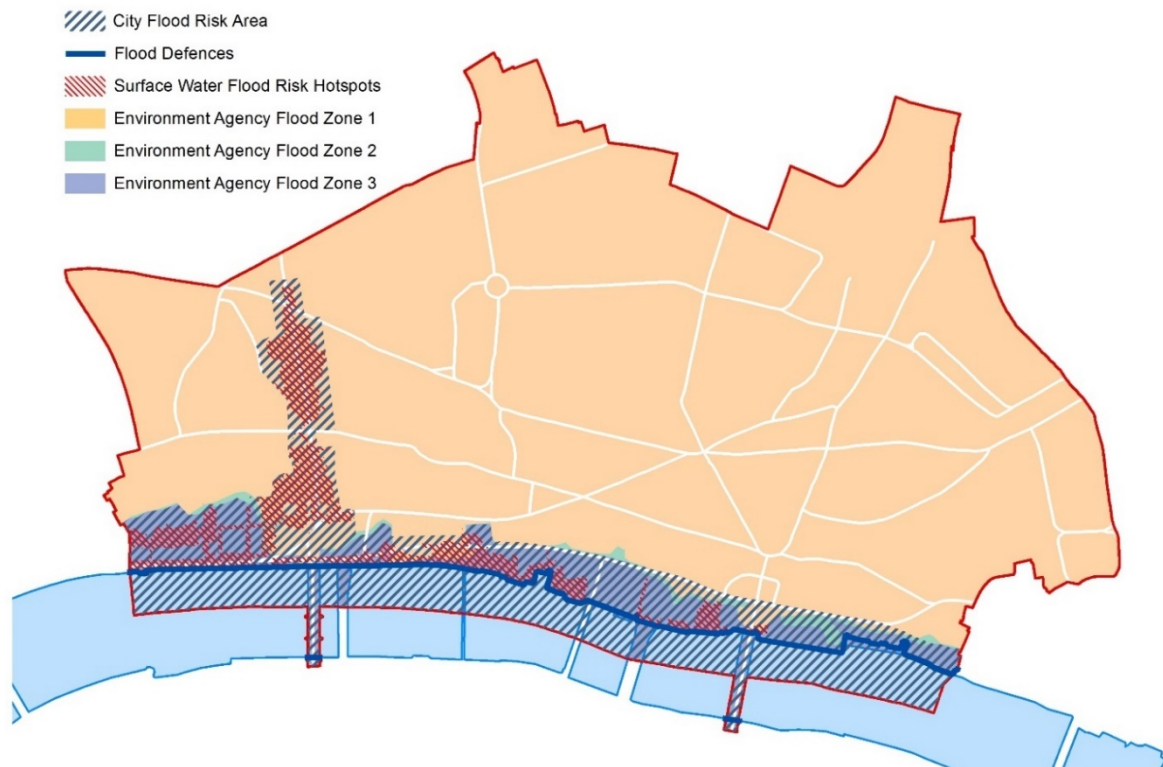 City Flood Risk Area
Flood Defences
Surface Water Flood Risk Hotspots
Environment Agency Flood Zone 1
Environment Agency Flood Zone 2
Environment Agency Flood Zone 3